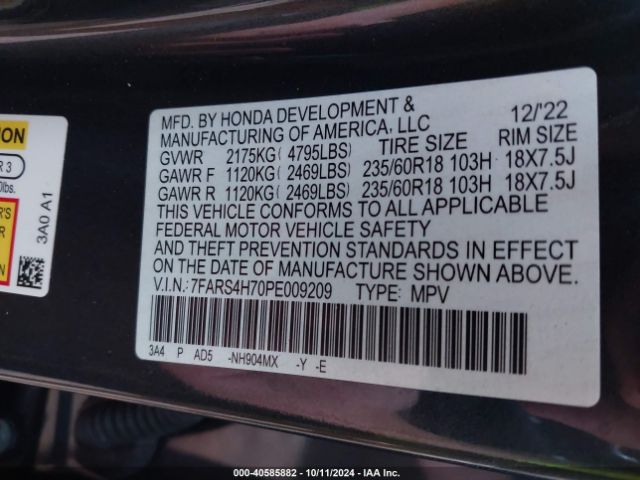 MFD. BY HONDA DEVELOPMENT &
MANUFACTURING OF AMERICA, LLC 12/'22
GVWR 2175KG( 4795LBS) TIRE SIZE RIM SIZE
GAWR F 1120KG( 2469LBS) 235/60R18 103H 18X7.5J
GAWR R 1120KG( 2469LBS) 235/60R18 103H 18X7.5J
THIS VEHICLE CONFORMS TO ALL APPLICABLE
FEDERAL MOTOR VEHICLE SAFETY
AND THEFT PREVENTION STANDARDS IN EFFECT
ON THE DATE OF MANUFACTURE SHOWN ABOVE.
V.I.N.: 7FARS4H70PE009209 TYPE: MPV
3A4 P AD5 -NH904MX -Y -E
ION
R 3
0lbs.
R'S
R
3A0 A1
000-40585882 - 10/11/2024 - IAA Inc.